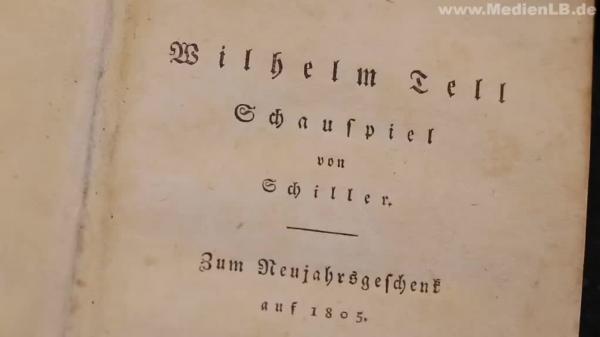 www.MedienLB.de
Wilhelm Tell
Schauſpiel
von
Schiller.
Zum Neujahrsgeſchenk
auf 1805.